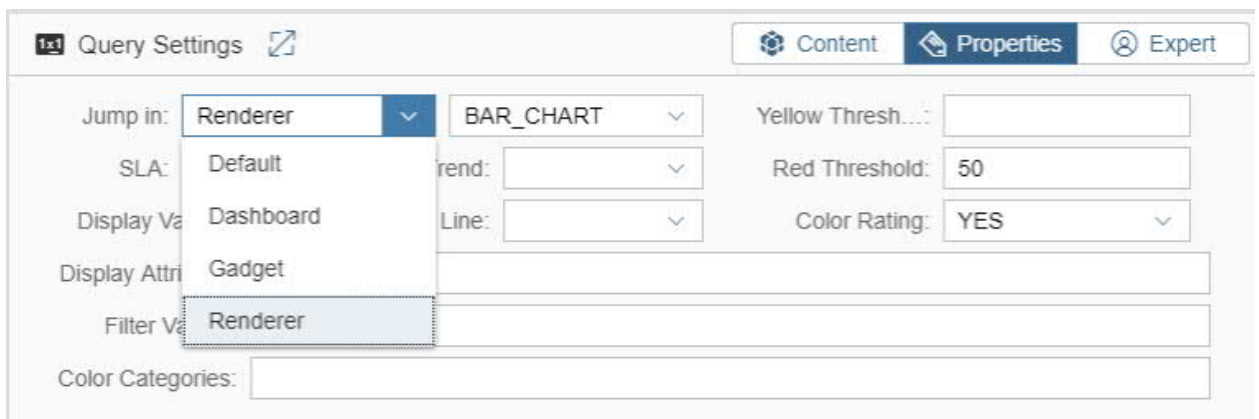 1x1 Query Settings Content Properties Expert
Jump in: Renderer BAR_CHART Yellow Thresh...:
SLA: Default rend: Red Threshold: 50
Display Va Dashboard Line: Color Rating: YES
Display Attri Gadget
Filter Va Renderer
Color Categories: